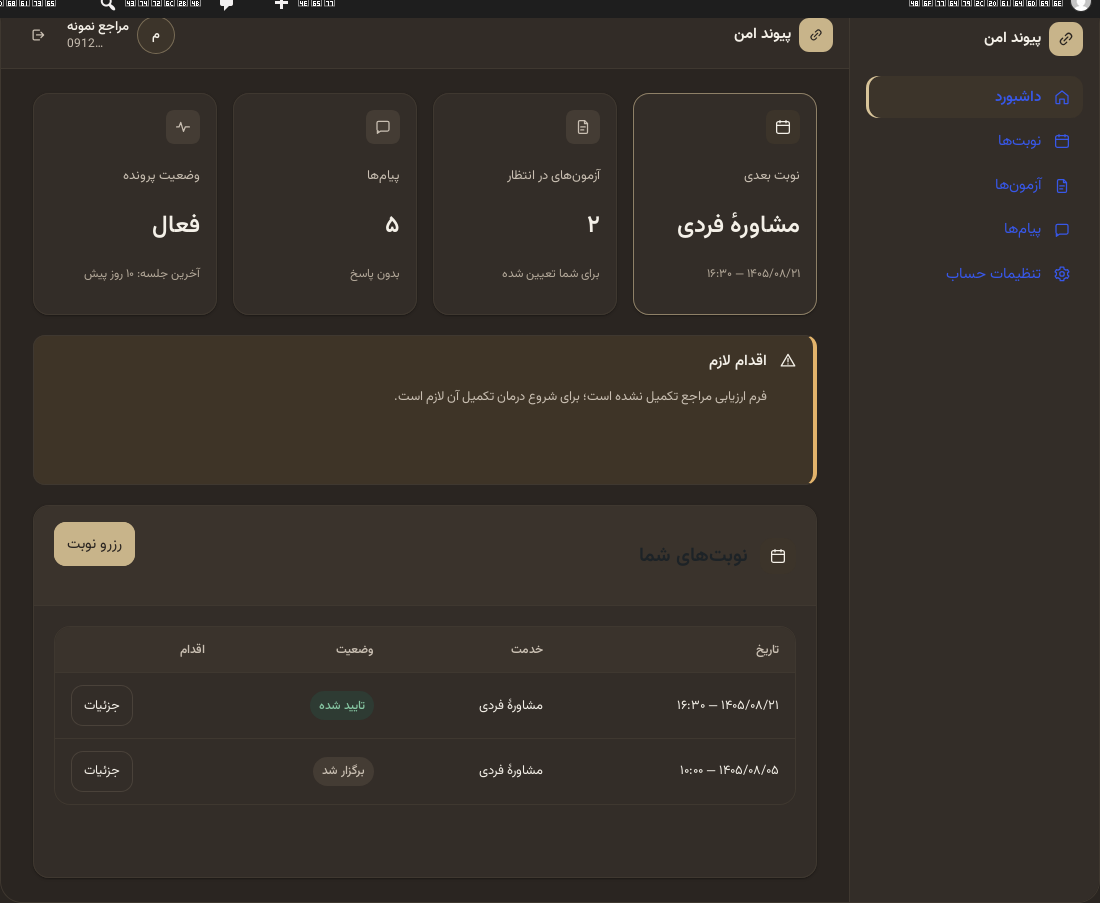 پیوند امن
داشبورد
نوبت‌ها
آزمون‌ها
پیام‌ها
تنظیمات حساب
پیوند امن
مراجع نمونه
0912…
م
نوبت بعدی
مشاورهٔ فردی
۱۴۰۵/۰۸/۲۱ — ۱۶:۳۰
آزمون‌های در انتظار
۲
برای شما تعیین شده
پیام‌ها
۵
بدون پاسخ
وضعیت پرونده
فعال
آخرین جلسه: ۱۰ روز پیش
اقدام لازم
فرم ارزیابی مراجع تکمیل نشده است؛ برای شروع درمان تکمیل آن لازم است.
نوبت‌های شما
رزرو نوبت
تاریخ خدمت وضعیت اقدام
۱۴۰۵/۰۸/۲۱ — ۱۶:۳۰ مشاورهٔ فردی تایید شده جزئیات
۱۴۰۵/۰۸/۰۵ — ۱۰:۰۰ مشاورهٔ فردی برگزار شد جزئیات